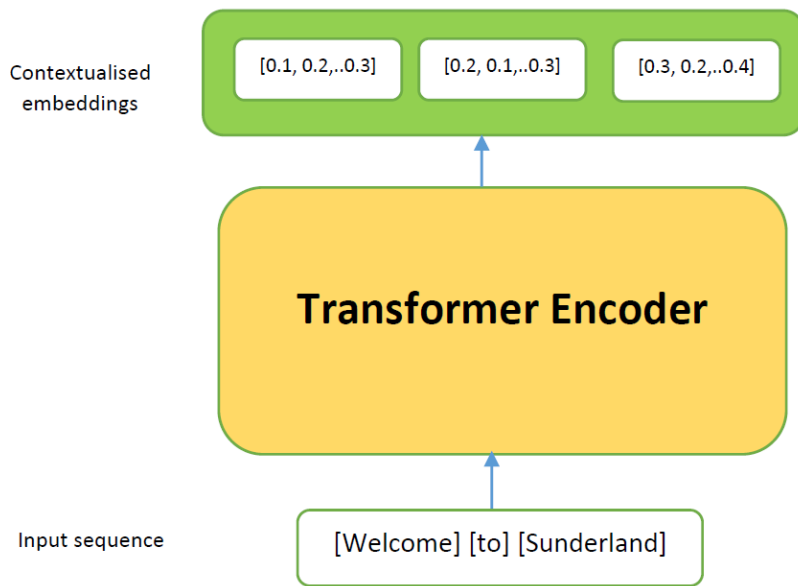 Contextualised
embeddings
[0.1, 0.2,..0.3]
[0.2, 0.1,..0.3]
[0.3, 0.2,..0.4]
Transformer Encoder
Input sequence
[Welcome] [to] [Sunderland]